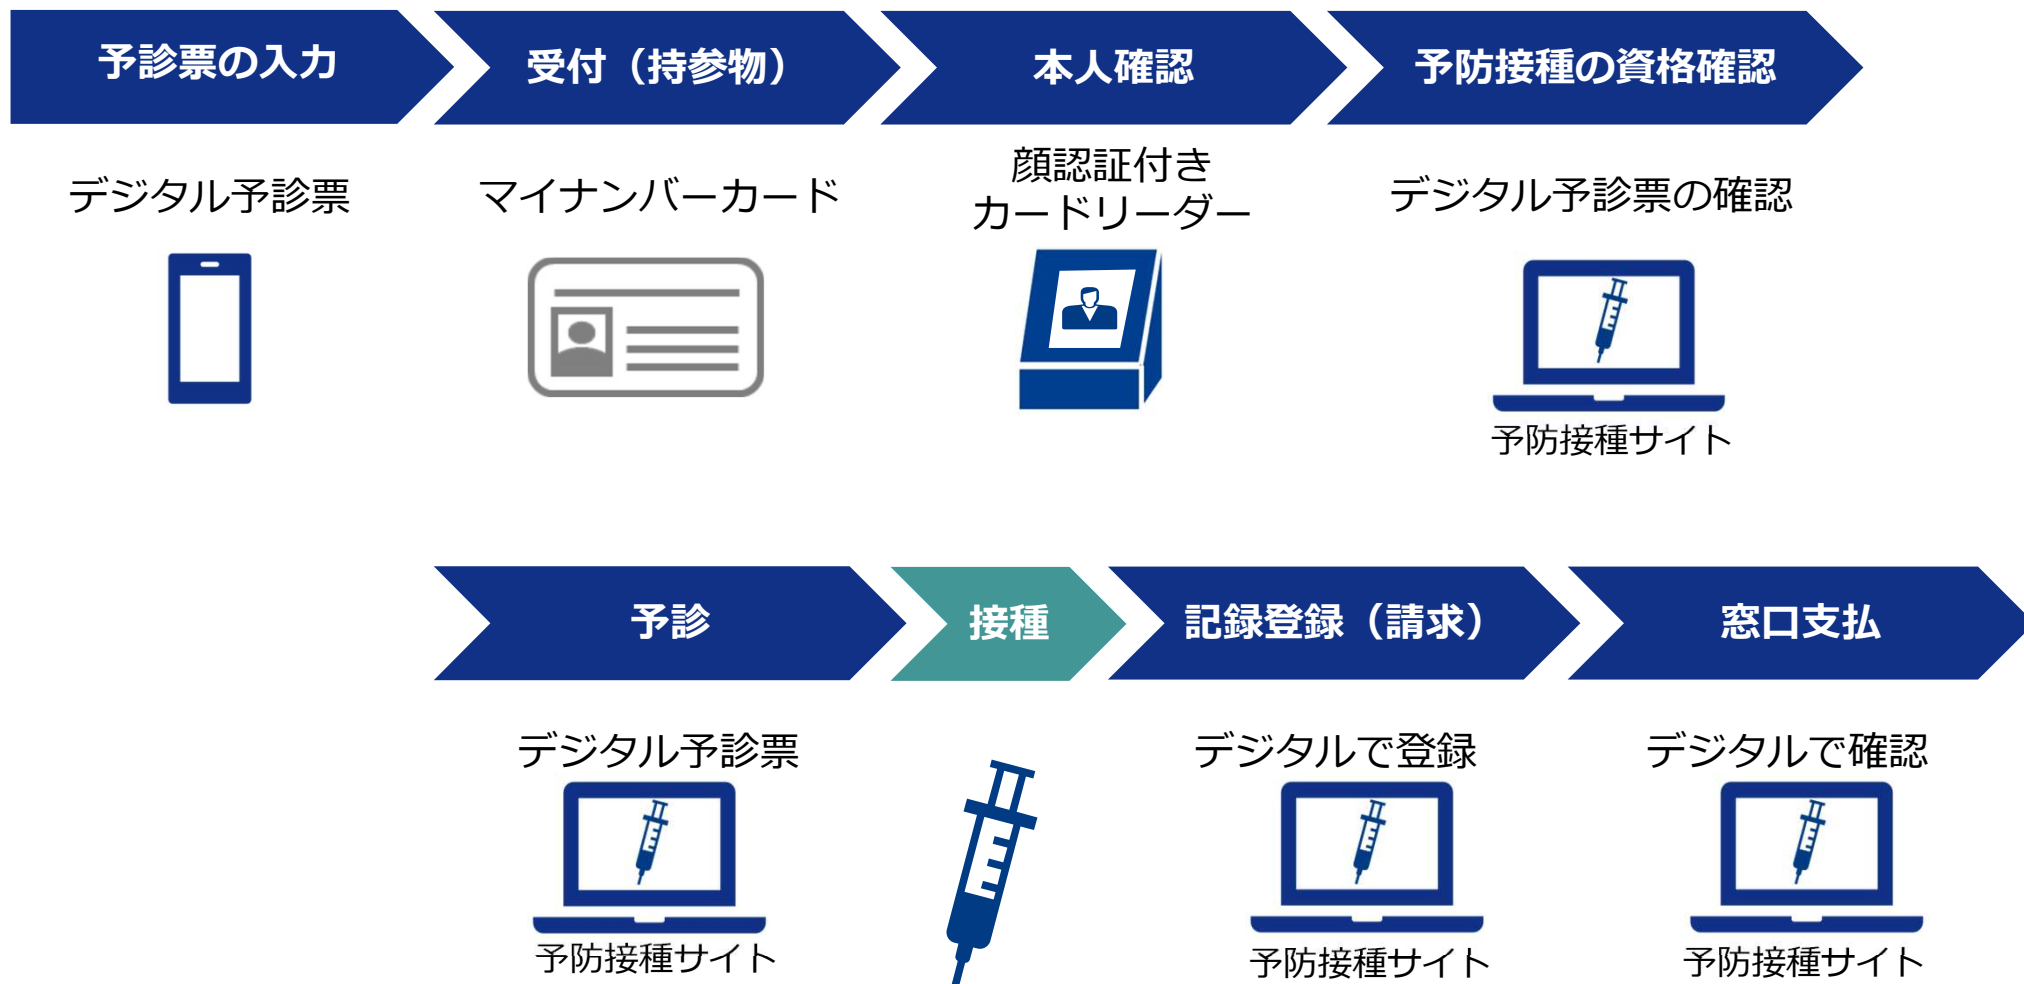 予診票の入力
受付（持参物）
本人確認
予防接種の資格確認
デジタル予診票
マイナンバーカード
顔認証付き
カードリーダー
デジタル予診票の確認
予防接種サイト
予診
接種
記録登録（請求）
窓口支払
デジタル予診票
デジタルで登録
デジタルで確認
予防接種サイト
予防接種サイト
予防接種サイト